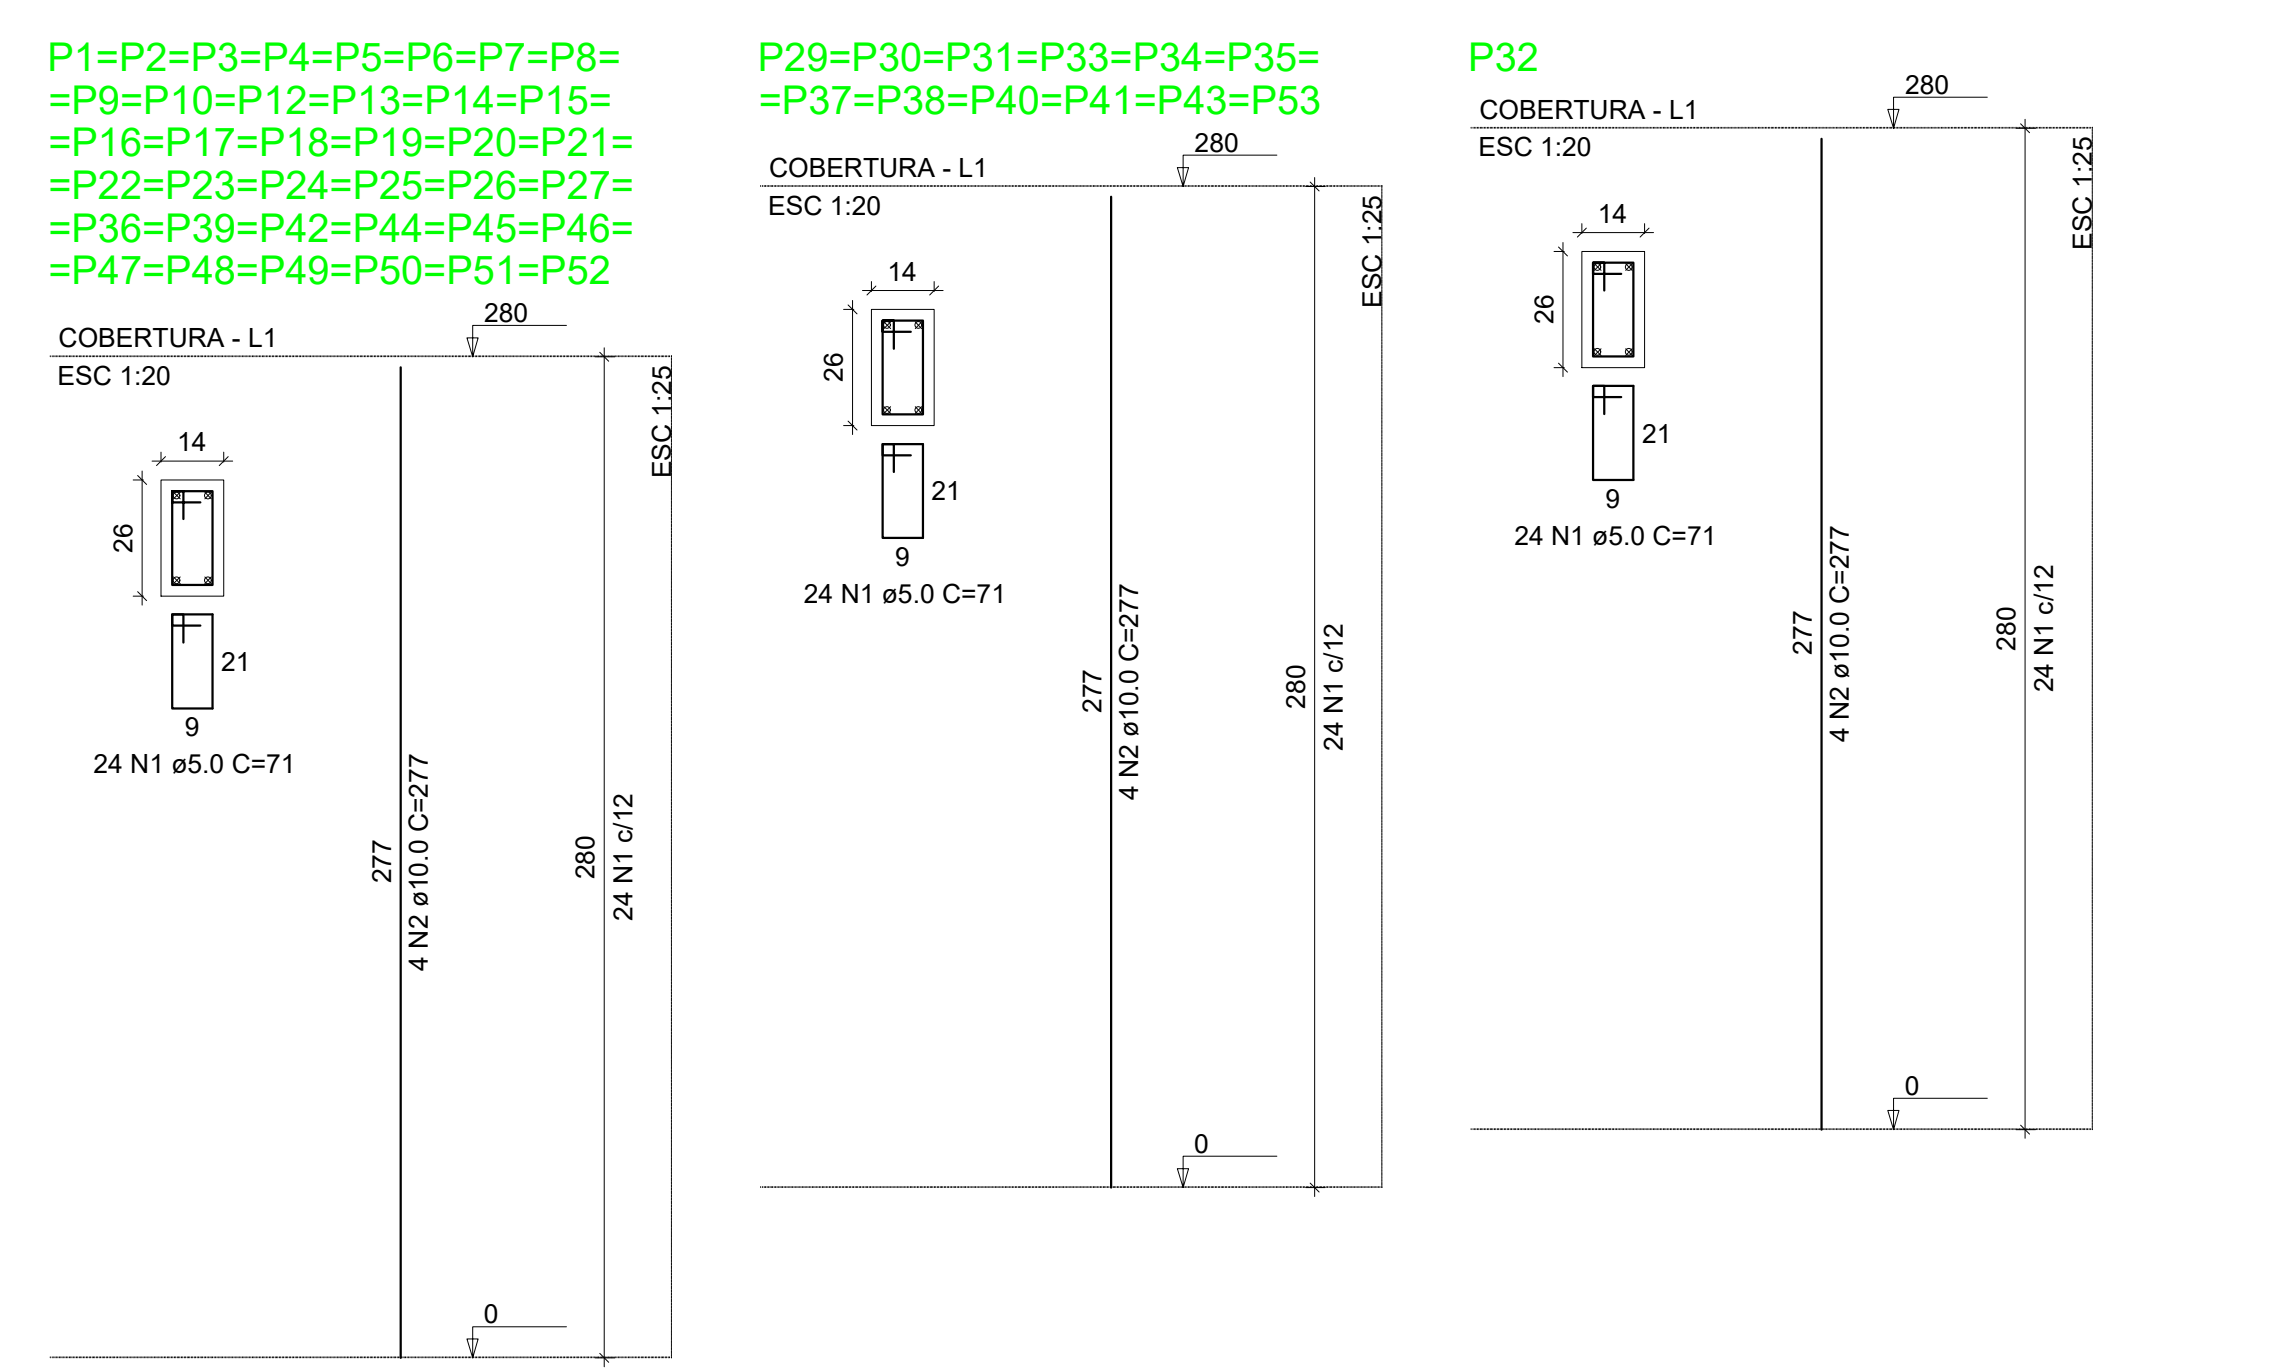 P1=P2=P3=P4=P5=P6=P7=P8=
=P9=P10=P12=P13=P14=P15=
=P16=P17=P18=P19=P20=P21=
=P22=P23=P24=P25=P26=P27=
=P36=P39=P42=P44=P45=P46=
=P47=P48=P49=P50=P51=P52
280
COBERTURA - L1
ESC 1:20
ESC 1:25
14
26
21
9
24 N1 ø5.0 C=71
277
4 N2 ø10.0 C=277
280
24 N1 c/12
0
P29=P30=P31=P33=P34=P35=
=P37=P38=P40=P41=P43=P53
280
COBERTURA - L1
ESC 1:20
ESC 1:25
14
26
21
9
24 N1 ø5.0 C=71
277
4 N2 ø10.0 C=277
280
24 N1 c/12
0
P32
280
COBERTURA - L1
ESC 1:20
ESC 1:25
14
26
21
9
24 N1 ø5.0 C=71
277
4 N2 ø10.0 C=277
280
24 N1 c/12
0